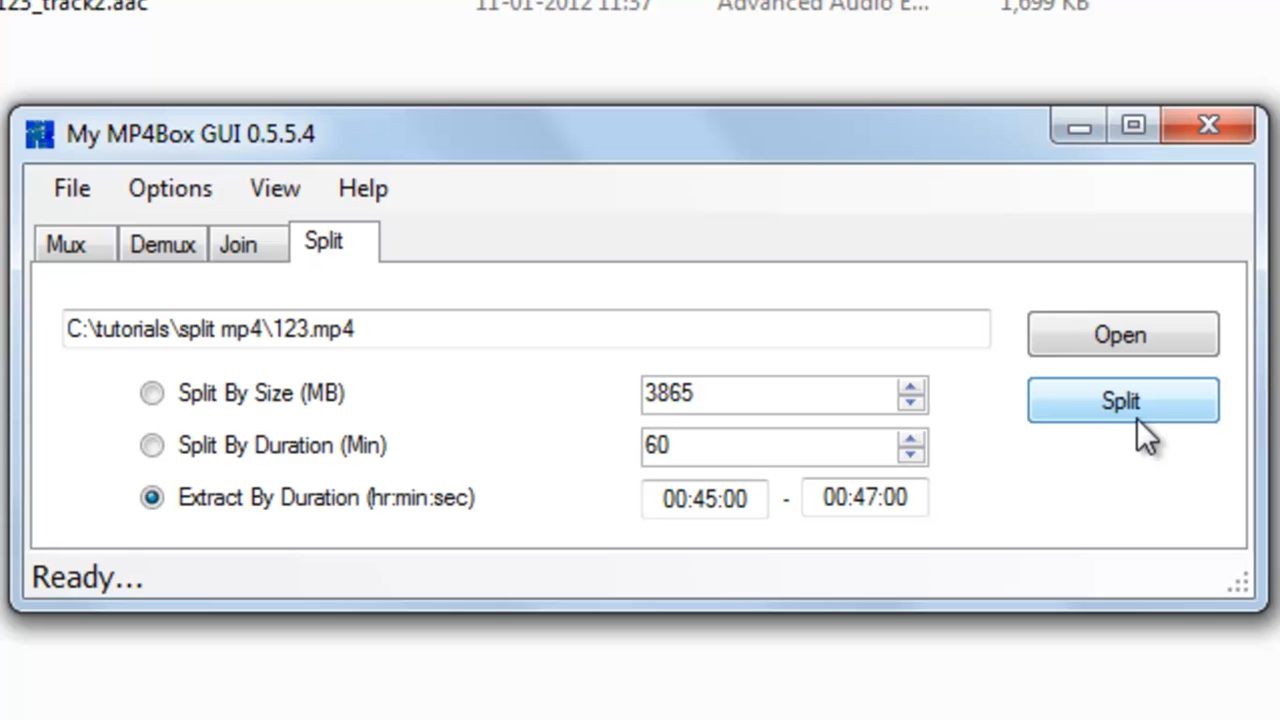 123_track2.aac 11-01-2012 11:37 Advanced Audio E... 1,699 KB
My MP4Box GUI 0.5.5.4
File Options View Help
Mux Demux Join Split
C:\tutorials\split mp4\123.mp4 Open
Split By Size (MB) 3865 Split
Split By Duration (Min) 60
Extract By Duration (hr:min:sec) 00:45:00 - 00:47:00
Ready...